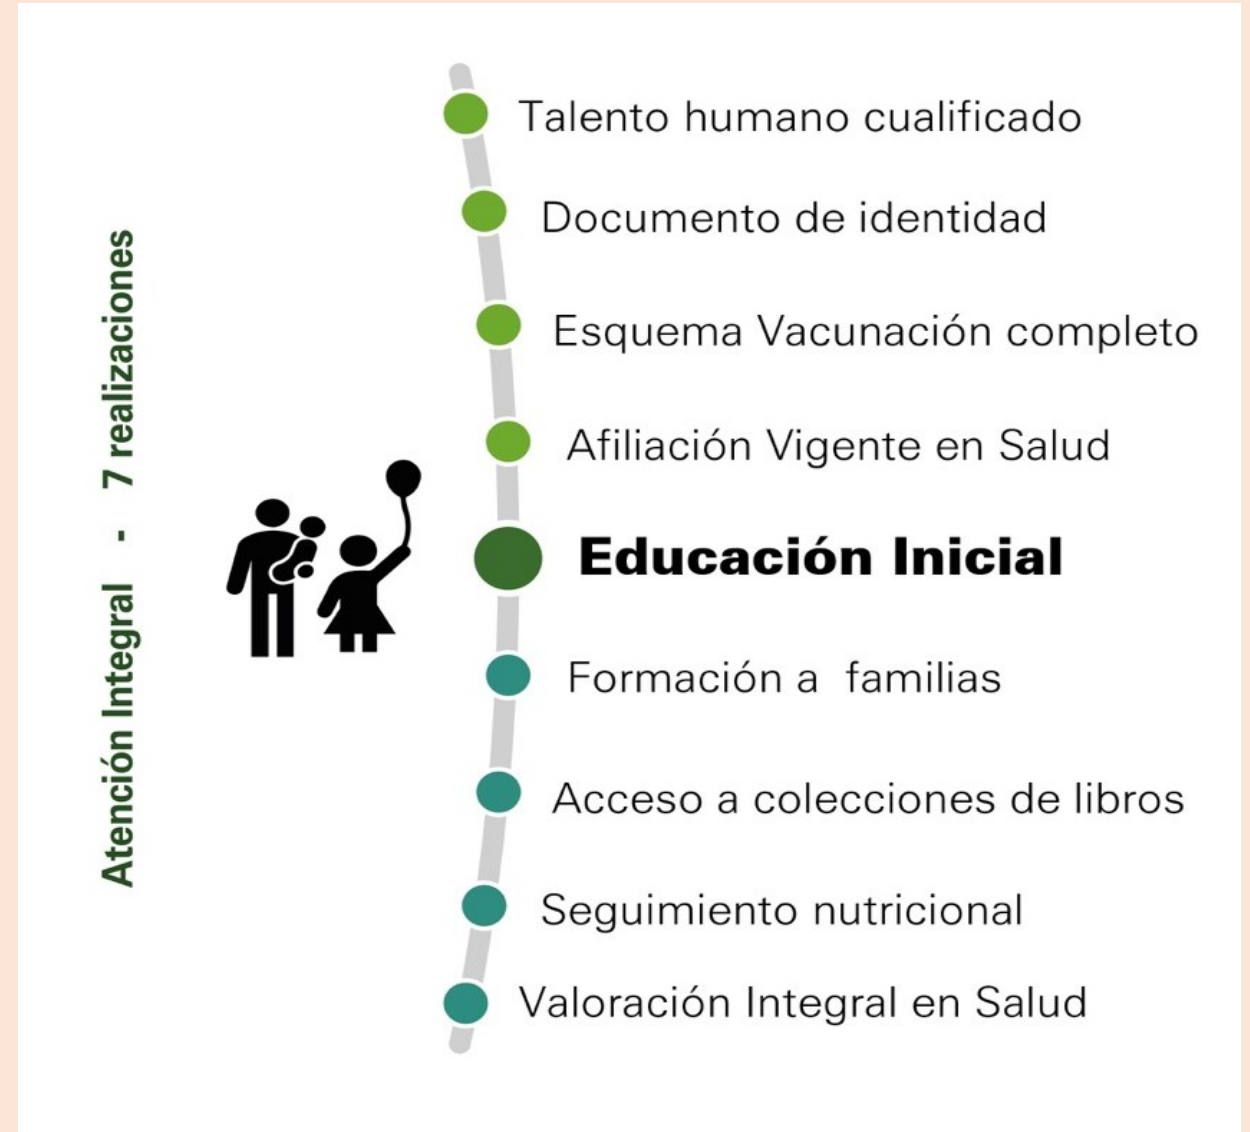 Atención Integral - 7 realizaciones
Talento humano cualificado
Documento de identidad
Esquema Vacunación completo
Afiliación Vigente en Salud
Educación Inicial
Formación a familias
Acceso a colecciones de libros
Seguimiento nutricional
Valoración Integral en Salud